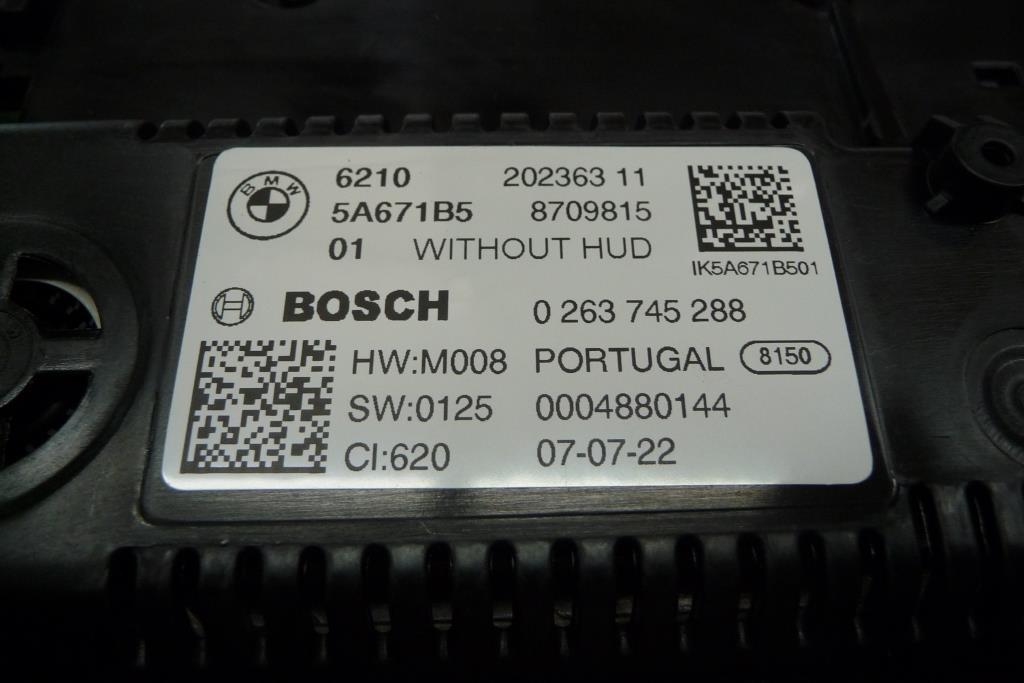 BMW 6210 202363 11
5A671B5 8709815
01 WITHOUT HUD
IK5A671B501
BOSCH 0 263 745 288
HW:M008 PORTUGAL 8150
SW:0125 0004880144
CI:620 07-07-22